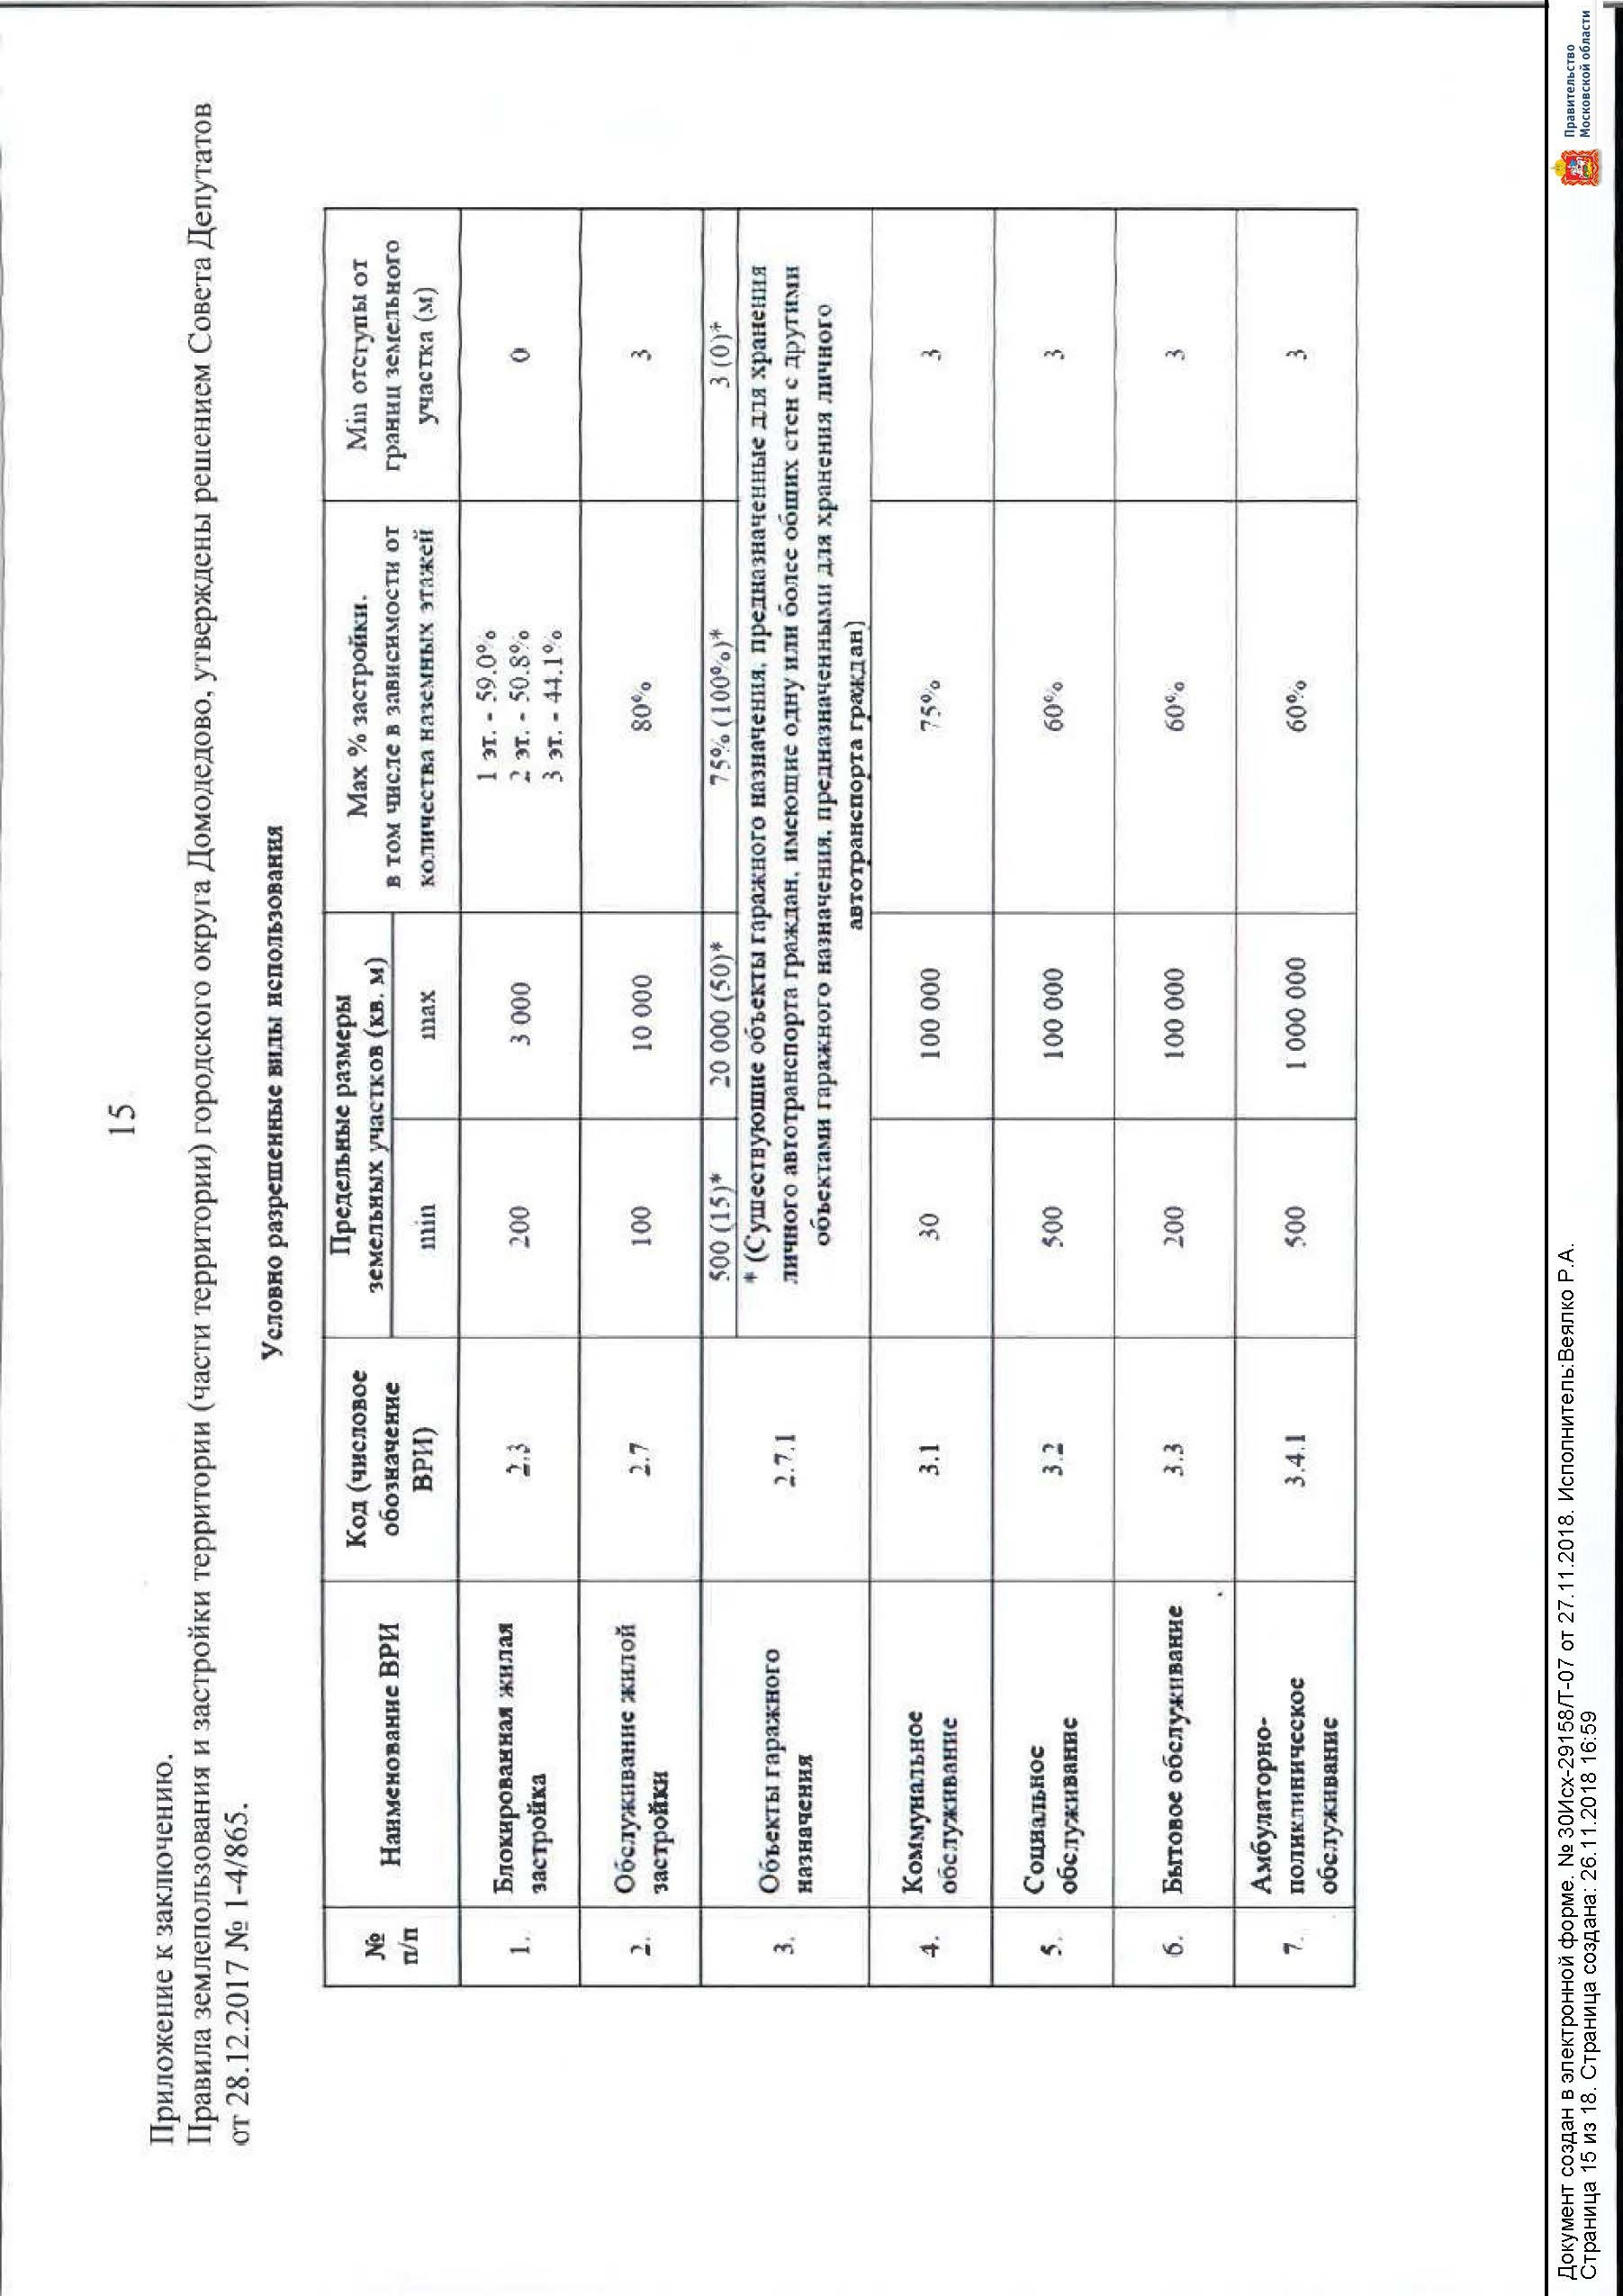 15
Приложение к заключению.
Правила землепользования и застройки территории (части территории) городского округа Домодедово, утверждены решением Совета Депутатов
от 28.12.2017 № 1-4/865.
Условно разрешенные виды использования
№
п/п
Наименование ВРИ
Код (числовое
обозначение
ВРИ)
Предельные размеры
земельных участков (кв. м)
min
max
Max % застройки.
в том числе в зависимости от
количества наземных этажей
Min отступы от
границ земельного
участка (м)
1.
Блокированная жилая
застройка
2.3
200
3 000
1 эт. - 59.0%
2 эт. - 50.8%
3 эт. - 44.1%
0
2.
Обслуживание жилой
застройки
2.7
100
10 000
80%
3
3.
Объекты гаражного
назначения
2.7.1
500 (15)*
20 000 (50)*
75% (100%)*
3 (0)*
* (Существующие объекты гаражного назначения, предназначенные для хранения
личного автотранспорта граждан, имеющие одну или более общих стен с другими
объектами гаражного назначения, предназначенными для хранения личного
автотранспорта граждан)
4.
Коммунальное
обслуживание
3.1
30
100 000
75%
3
5.
Социальное
обслуживание
3.2
500
100 000
60%
3
6.
Бытовое обслуживание
3.3
200
100 000
60%
3
7.
Амбулаторно-
поликлиническое
обслуживание
3.4.1
500
1 000 000
60%
3
Документ создан в электронной форме. № 30Исх-29158/Т-07 от 27.11.2018. Исполнитель:Веялко Р.А.
Страница 15 из 18. Страница создана: 26.11.2018 16:59
Правительство
Московской области